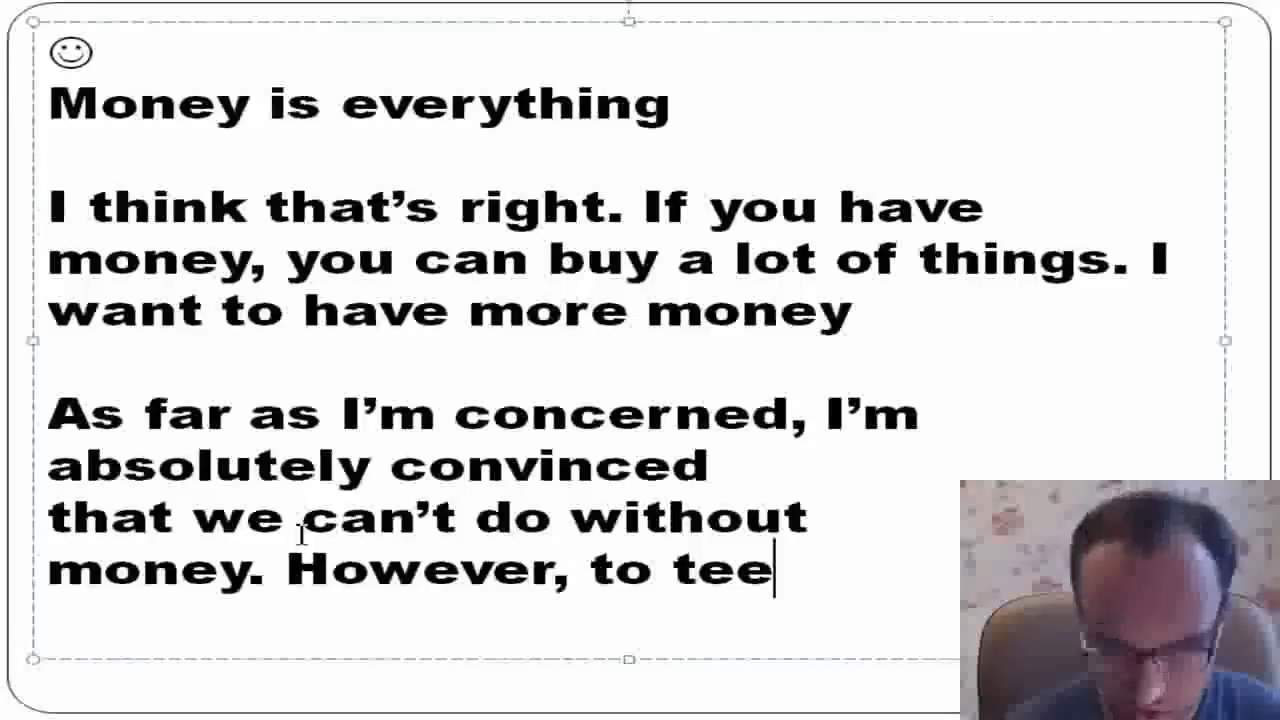 Money is everything
I think that’s right. If you have
money, you can buy a lot of things. I
want to have more money
As far as I’m concerned, I’m
absolutely convinced
that we can’t do without
money. However, to tee